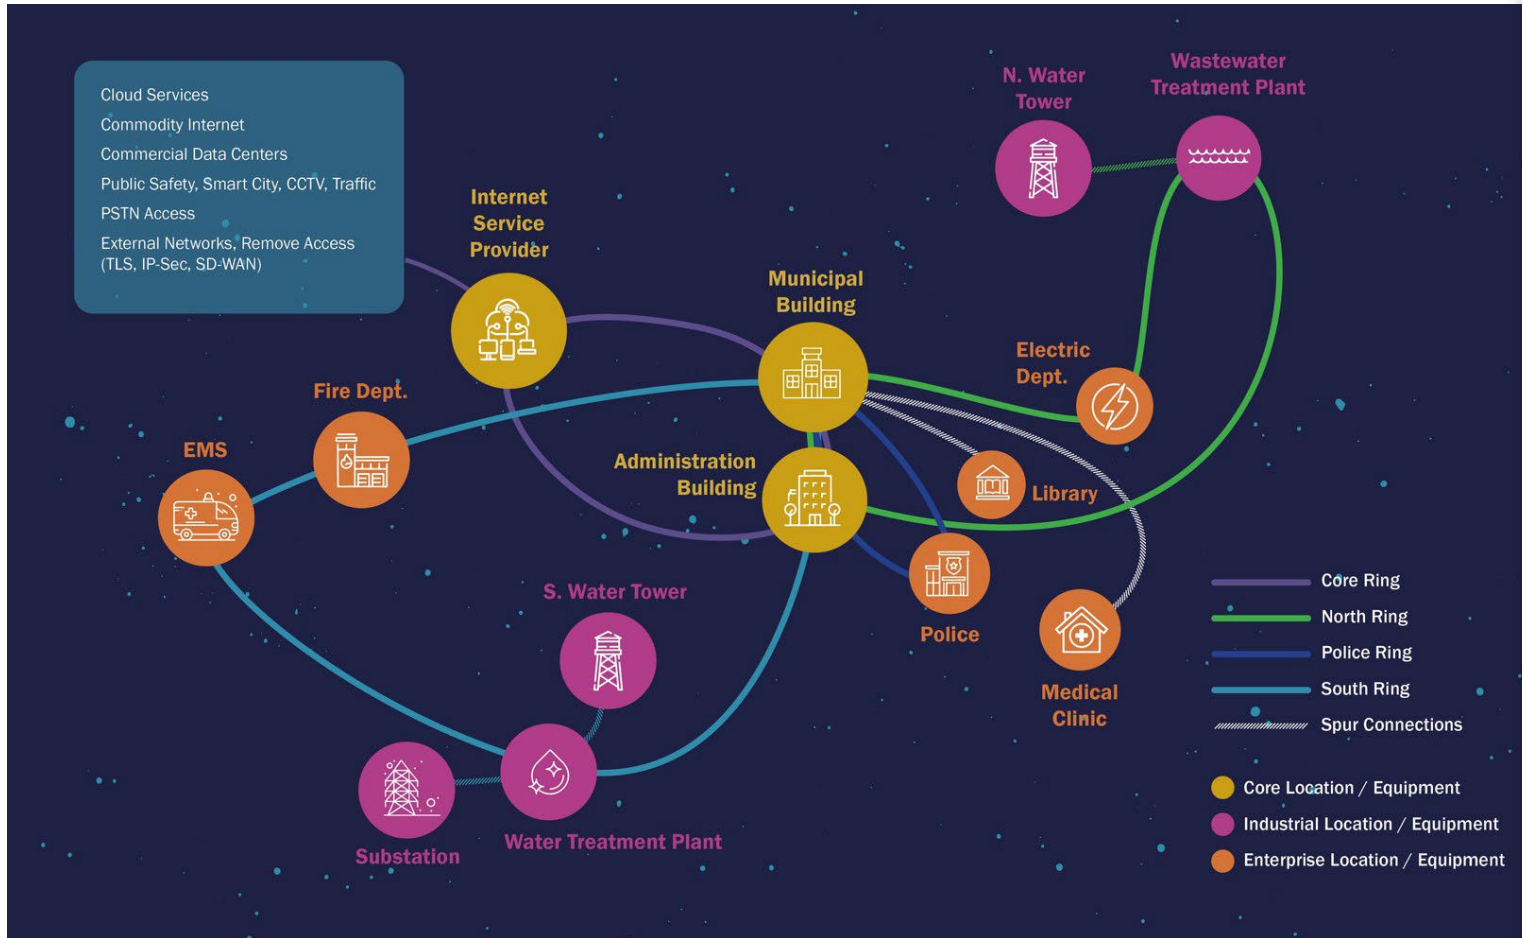 Cloud Services
Commodity Internet
Commercial Data Centers
Public Safety, Smart City, CCTV, Traffic
PSTN Access
External Networks, Remove Access
(TLS, IP-Sec, SD-WAN)
Internet
Service
Provider
Municipal
Building
N. Water
Tower
Wastewater
Treatment Plant
Electric
Dept.
Fire Dept.
EMS
Administration
Building
Library
Police
Medical
Clinic
S. Water Tower
Water Treatment Plant
Substation
Core Ring
North Ring
Police Ring
South Ring
Spur Connections
Core Location / Equipment
Industrial Location / Equipment
Enterprise Location / Equipment